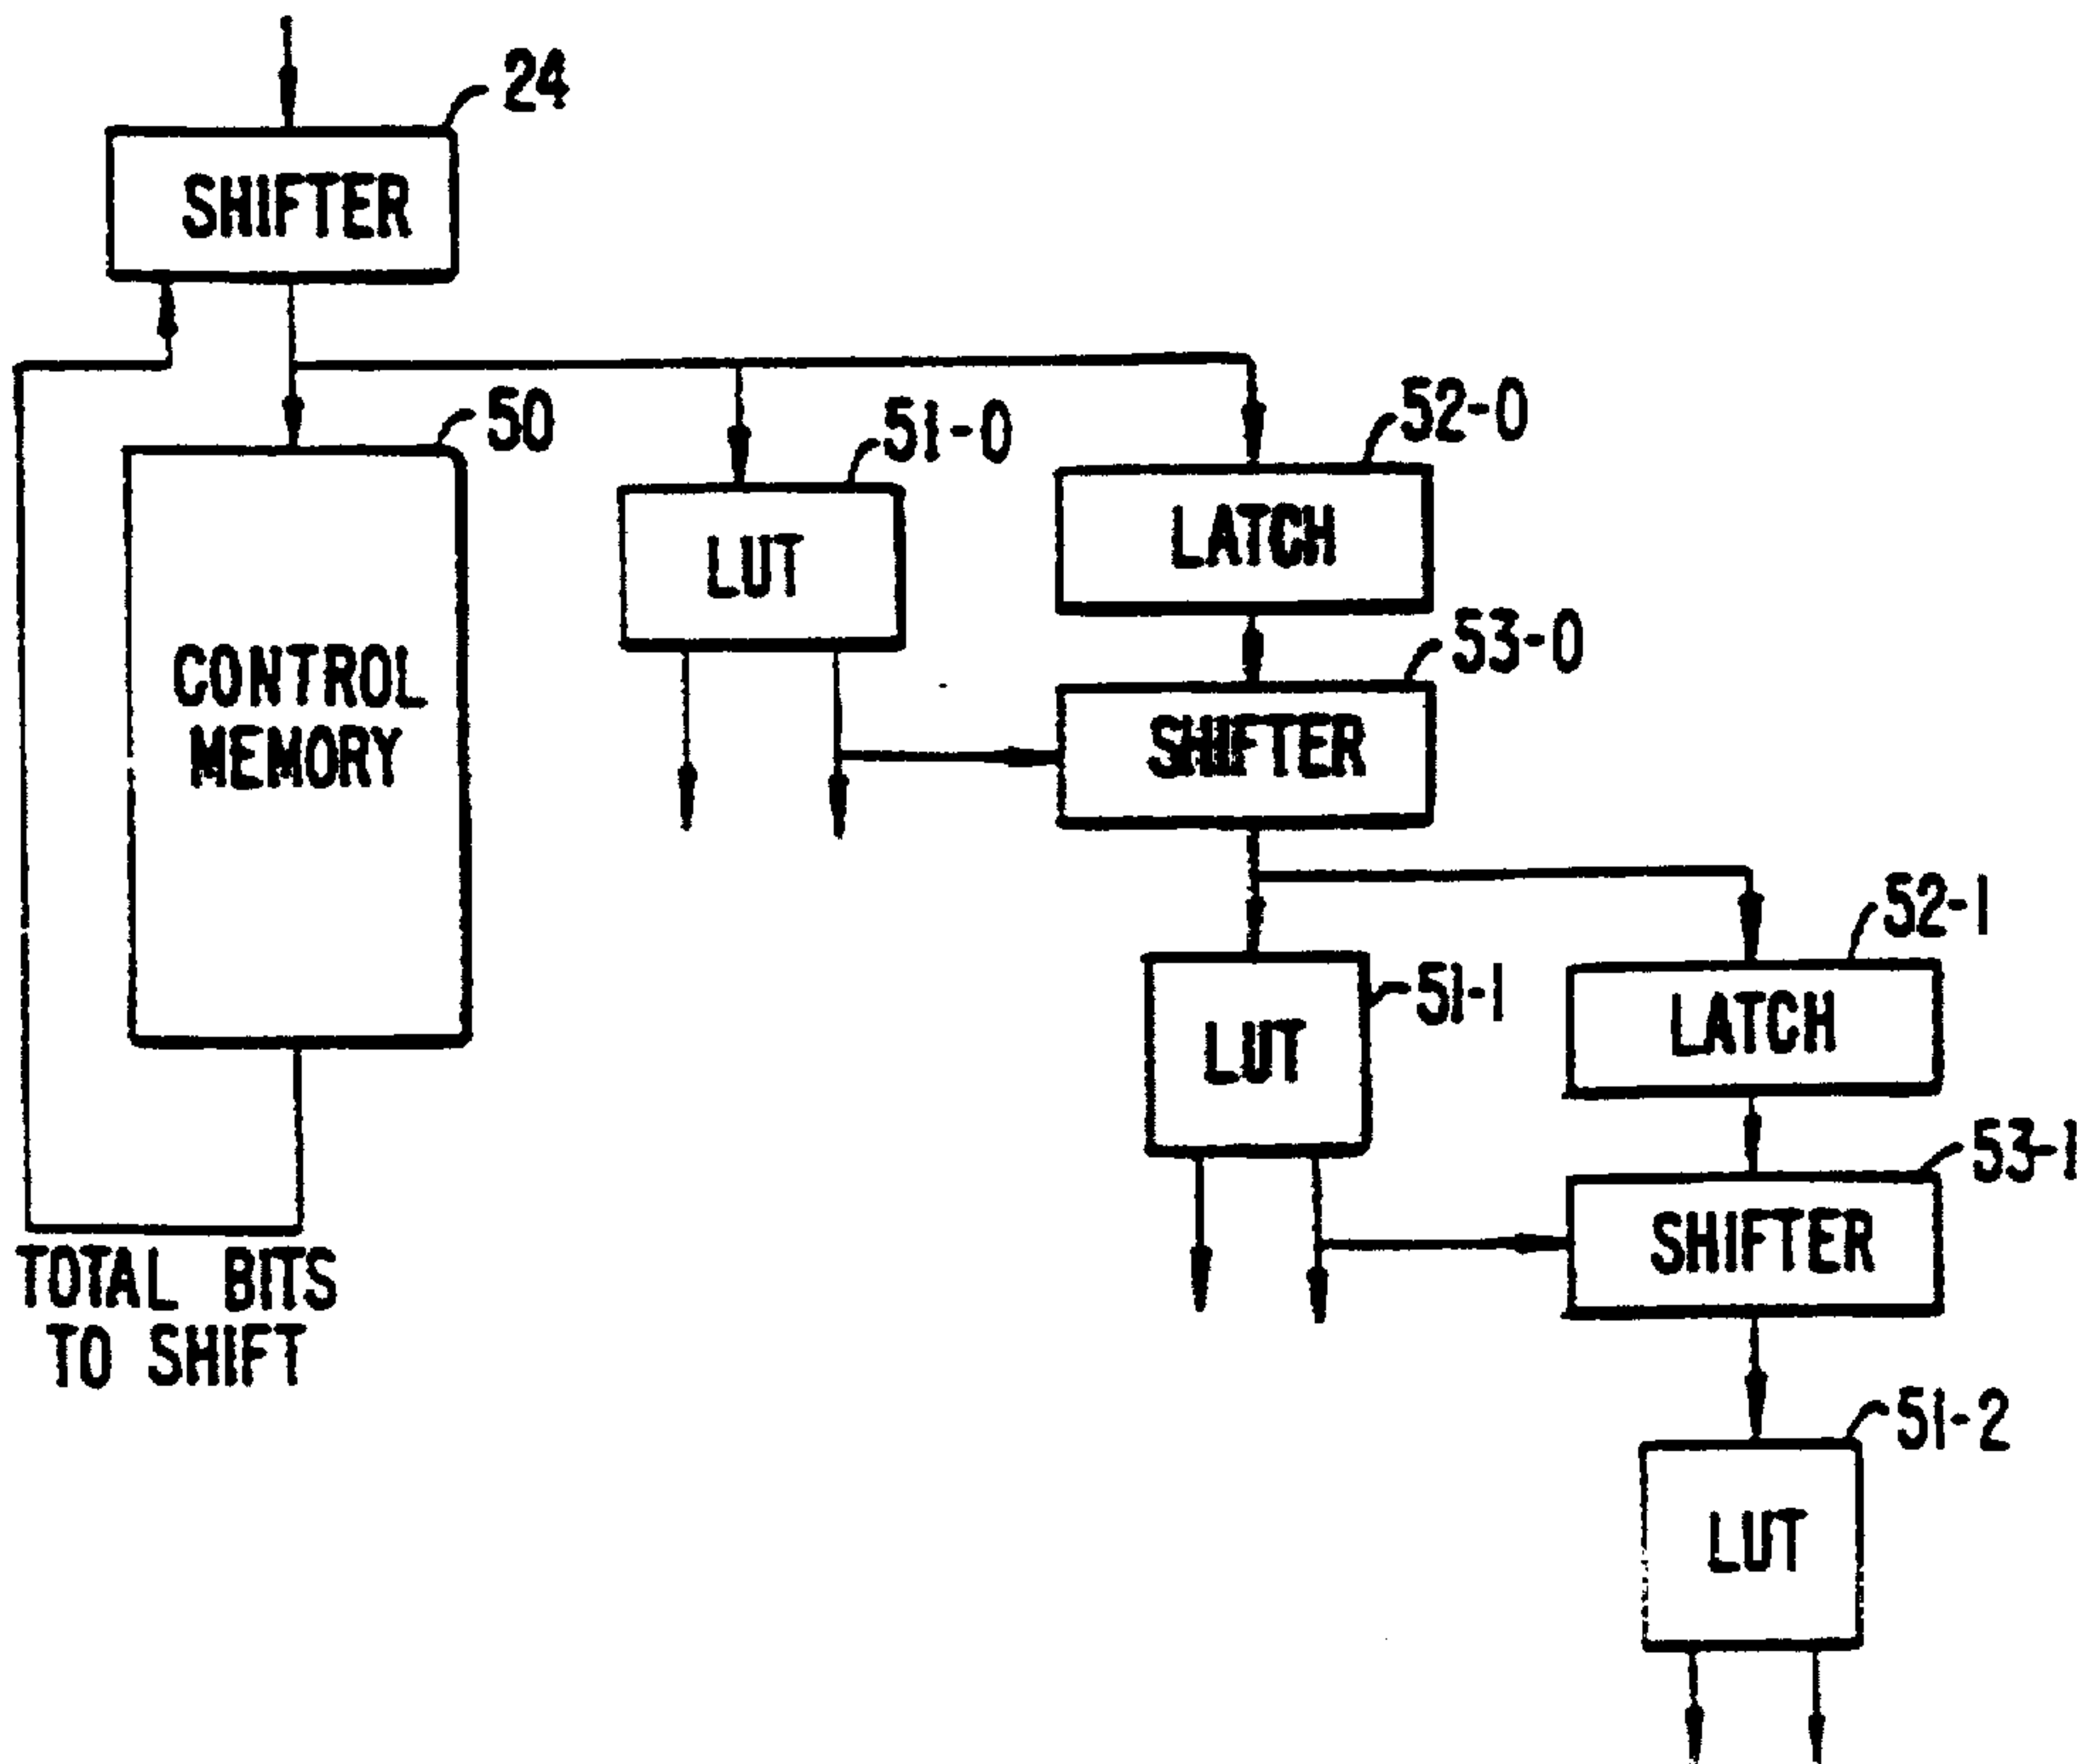 24
SHIFTER
50
51-0
52-0
LUT
LATCH
53-0
CONTROL
MEMORY
SHIFTER
52-1
51-1
LUT
LATCH
53-1
SHIFTER
TOTAL BITS
TO SHIFT
51-2
LUT